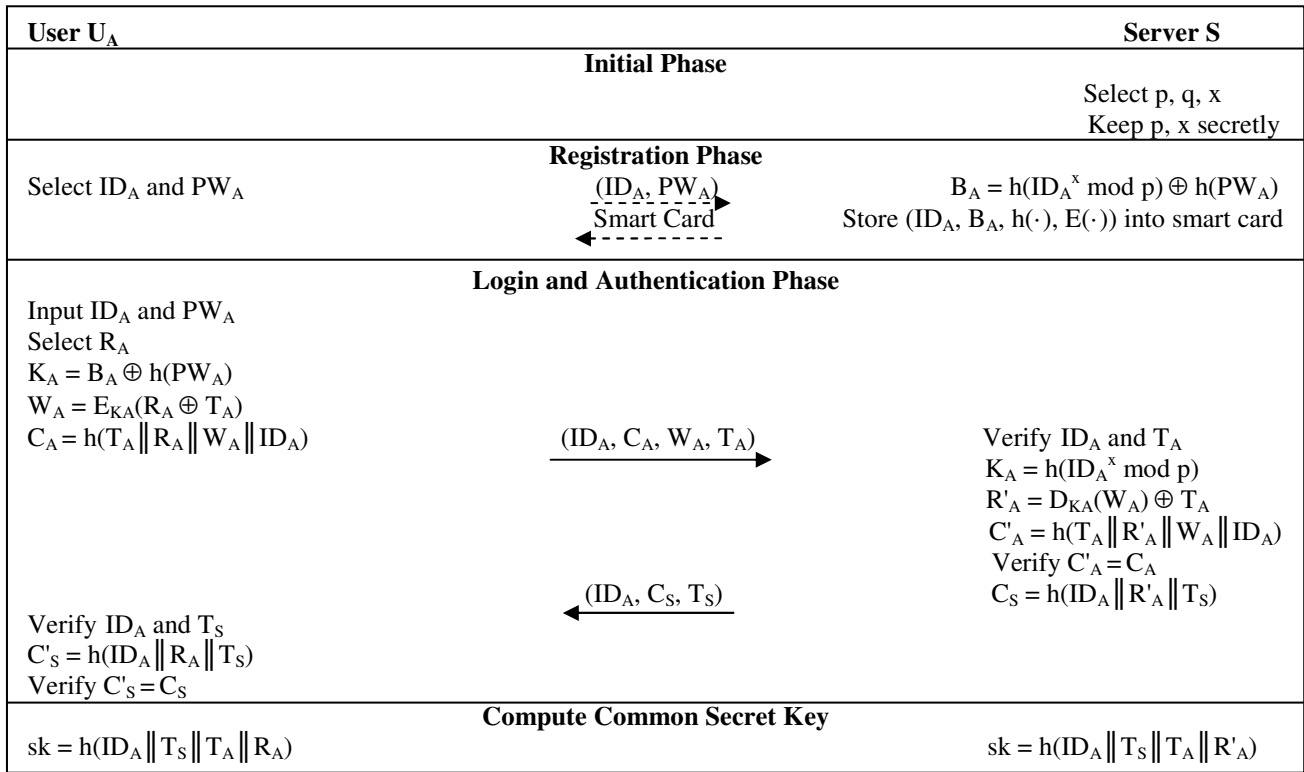 User U_A Server S
Initial Phase
Select p, q, x
Keep p, x secretly
Registration Phase
Select ID_A and PW_A (ID_A, PW_A) B_A = h(ID_A^x mod p) ⊕ h(PW_A)
Smart Card Store (ID_A, B_A, h(·), E(·)) into smart card
Login and Authentication Phase
Input ID_A and PW_A
Select R_A
K_A = B_A ⊕ h(PW_A)
W_A = E_KA(R_A ⊕ T_A)
C_A = h(T_A‖R_A‖W_A‖ID_A) (ID_A, C_A, W_A, T_A) Verify ID_A and T_A
K_A = h(ID_A^x mod p)
R'_A = D_KA(W_A) ⊕ T_A
C'_A = h(T_A‖R'_A‖W_A‖ID_A)
Verify C'_A = C_A
(ID_A, C_S, T_S) C_S = h(ID_A‖R'_A‖T_S)
Verify ID_A and T_S
C'_S = h(ID_A‖R_A‖T_S)
Verify C'_S = C_S
Compute Common Secret Key
sk = h(ID_A‖T_S‖T_A‖R_A) sk = h(ID_A‖T_S‖T_A‖R'_A)